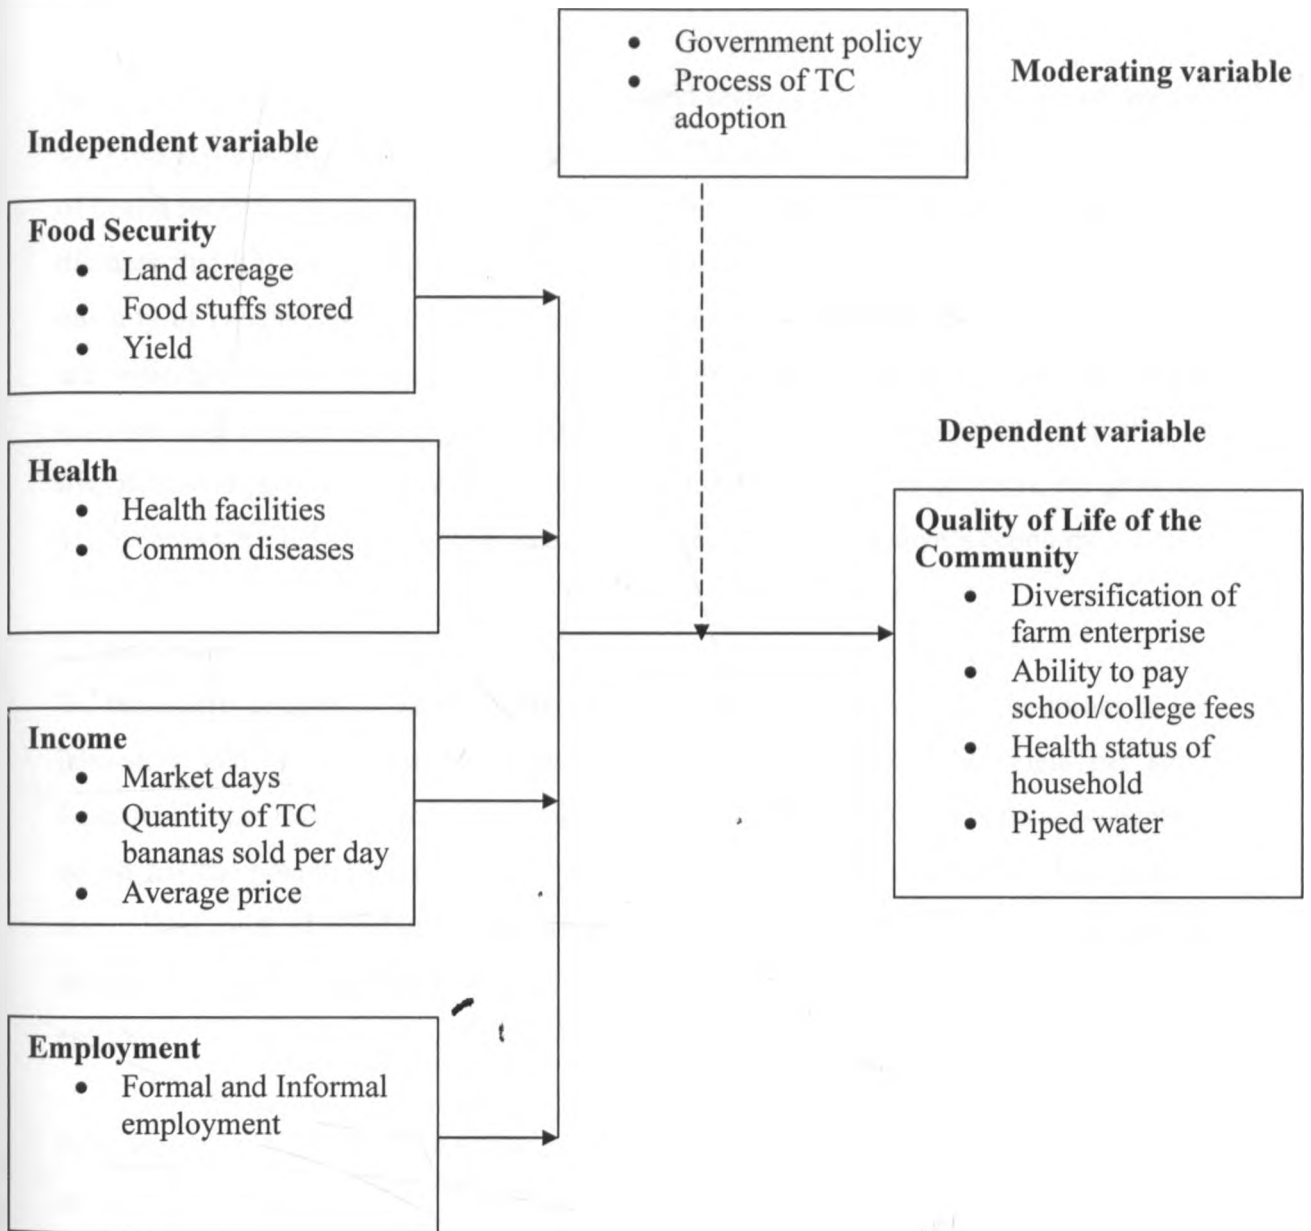 • Government policy
• Process of TC
adoption
Moderating variable
Independent variable
Food Security
• Land acreage
• Food stuffs stored
• Yield
Health
• Health facilities
• Common diseases
Income
• Market days
• Quantity of TC
bananas sold per day
• Average price
Employment
• Formal and Informal
employment
Dependent variable
Quality of Life of the
Community
• Diversification of
farm enterprise
• Ability to pay
school/college fees
• Health status of
household
• Piped water